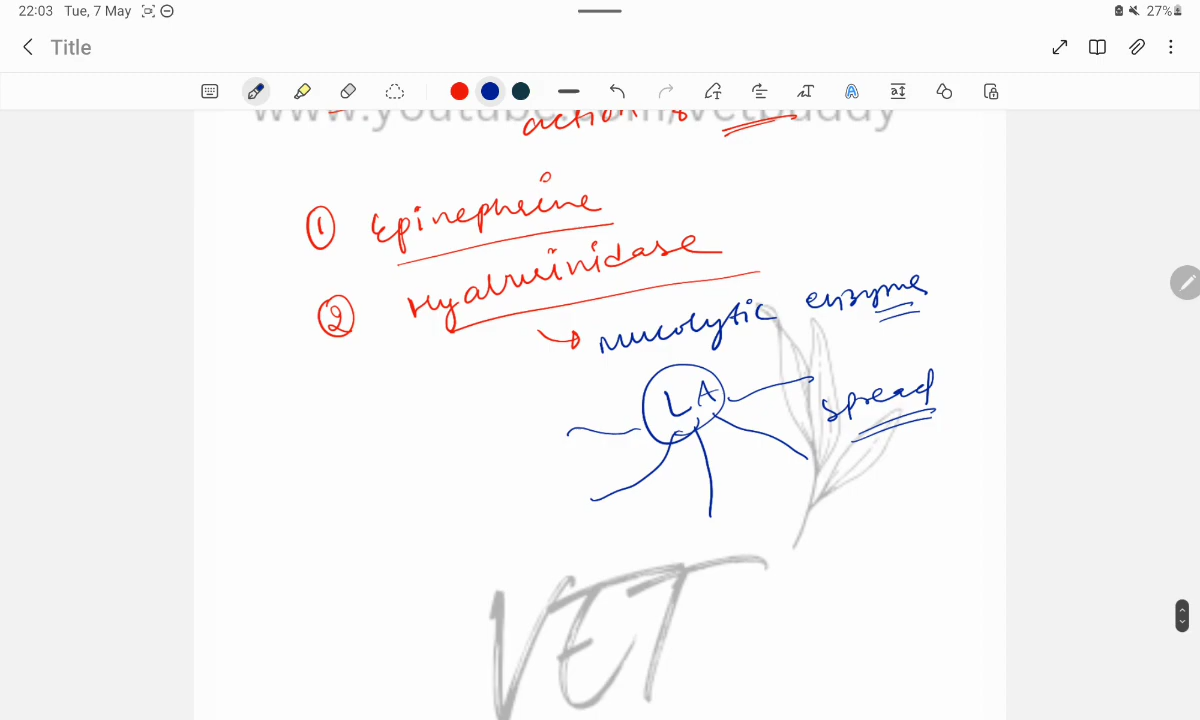 22:03 Tue, 7 May 27%
Title
www.youtube.com/vetbuddy
action
① Epinephrine
② Hyaluinidase
→ mucolytic enzyme
LA
spread
VET